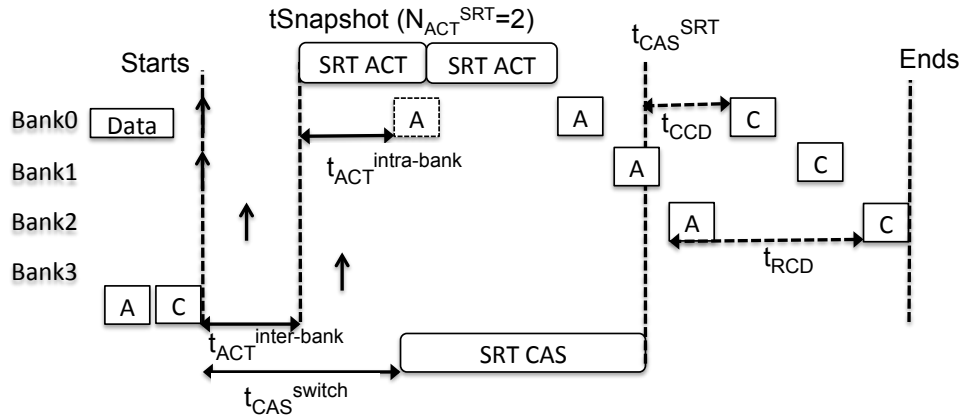 tSnapshot (N_ACT^SRT=2)
t_CAS^SRT
Starts
Ends
SRT ACT SRT ACT
Bank0 Data A A C
t_CCD
t_ACT^intra-bank
Bank1 A C
Bank2 A C
t_RCD
Bank3
A C
t_ACT^inter-bank
SRT CAS
t_CAS^switch